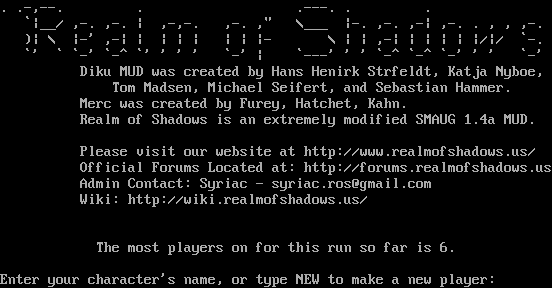 Realm of Shadows
Diku MUD was created by Hans Henirk Strfeldt, Katja Nyboe,
Tom Madsen, Michael Seifert, and Sebastian Hammer.
Merc was created by Furey, Hatchet, Kahn.
Realm of Shadows is an extremely modified SMAUG 1.4a MUD.
Please visit our website at http://www.realmofshadows.us/
Official Forums Located at: http://forums.realmofshadows.us
Admin Contact: Syriac - syriac.ros@gmail.com
Wiki: http://wiki.realmofshadows.us/
The most players on for this run so far is 6.
Enter your character's name, or type NEW to make a new player: